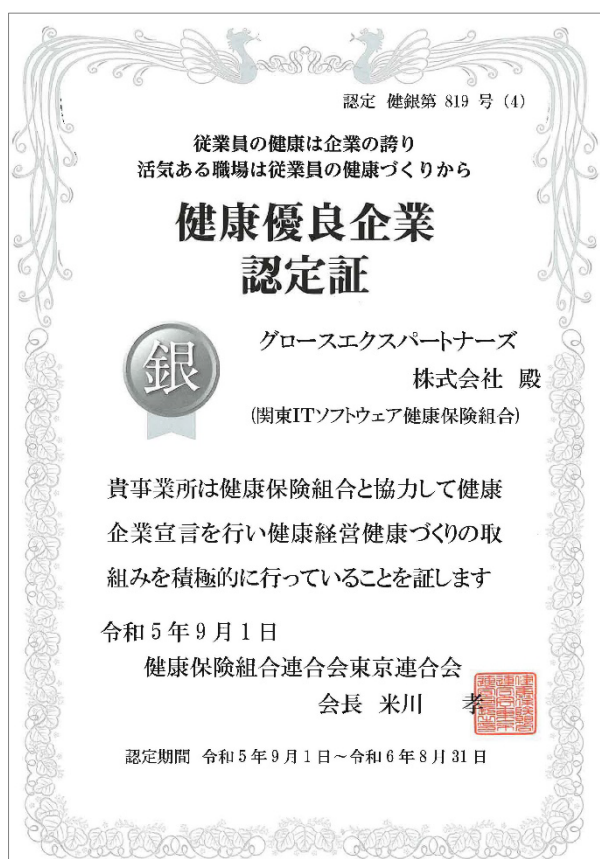 認定 健銀第 819 号 (4)
従業員の健康は企業の誇り
活気ある職場は従業員の健康づくりから
健康優良企業
認定証
銀
グロースエクスパートナーズ
株式会社 殿
(関東ITソフトウェア健康保険組合)
貴事業所は健康保険組合と協力して健康
企業宣言を行い健康経営健康づくりの取
組みを積極的に行っていることを証します
令和5年9月1日
健康保険組合連合会東京連合会
会長 米川 孝
認定期間 令和5年9月1日～令和6年8月31日